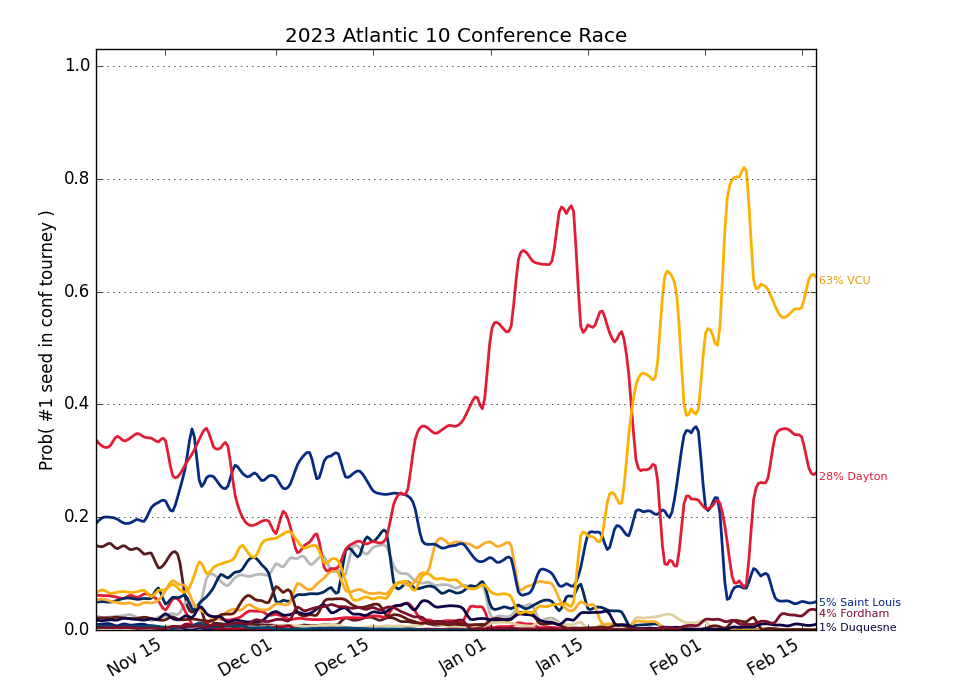 2023 Atlantic 10 Conference Race
Prob( #1 seed in conf tourney )
1.0
0.8
0.6
0.4
0.2
0.0
63% VCU
28% Dayton
5% Saint Louis
4% Fordham
1% Duquesne
Nov 15
Dec 01
Dec 15
Jan 01
Jan 15
Feb 01
Feb 15